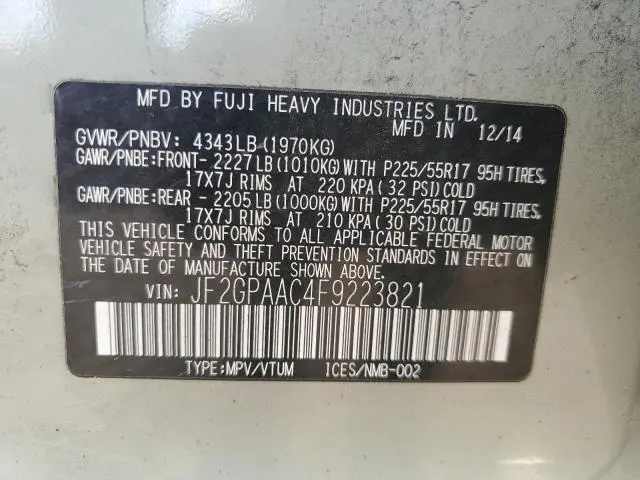 MFD BY FUJI HEAVY INDUSTRIES LTD.
MFD IN 12/14
GVWR/PNBV: 4343LB(1970KG)
GAWR/PNBE:FRONT-2227LB(1010KG)WITH P225/55R17 95H TIRES,
17X7J RIMS AT 220 KPA(32 PSI)COLD
GAWR/PNBE:REAR -2205LB(1000KG)WITH P225/55R17 95H TIRES,
17X7J RIMS AT 210 KPA(30 PSI)COLD
THIS VEHICLE CONFORMS TO ALL APPLICABLE FEDERAL MOTOR
VEHICLE SAFETY AND THEFT PREVENTION STANDARDS IN EFFECT
ON THE DATE OF MANUFACTURE SHOWN ABOVE.
VIN: JF2GPAAC4F9223821
TYPE:MPV/VTUM ICES/NMB-002